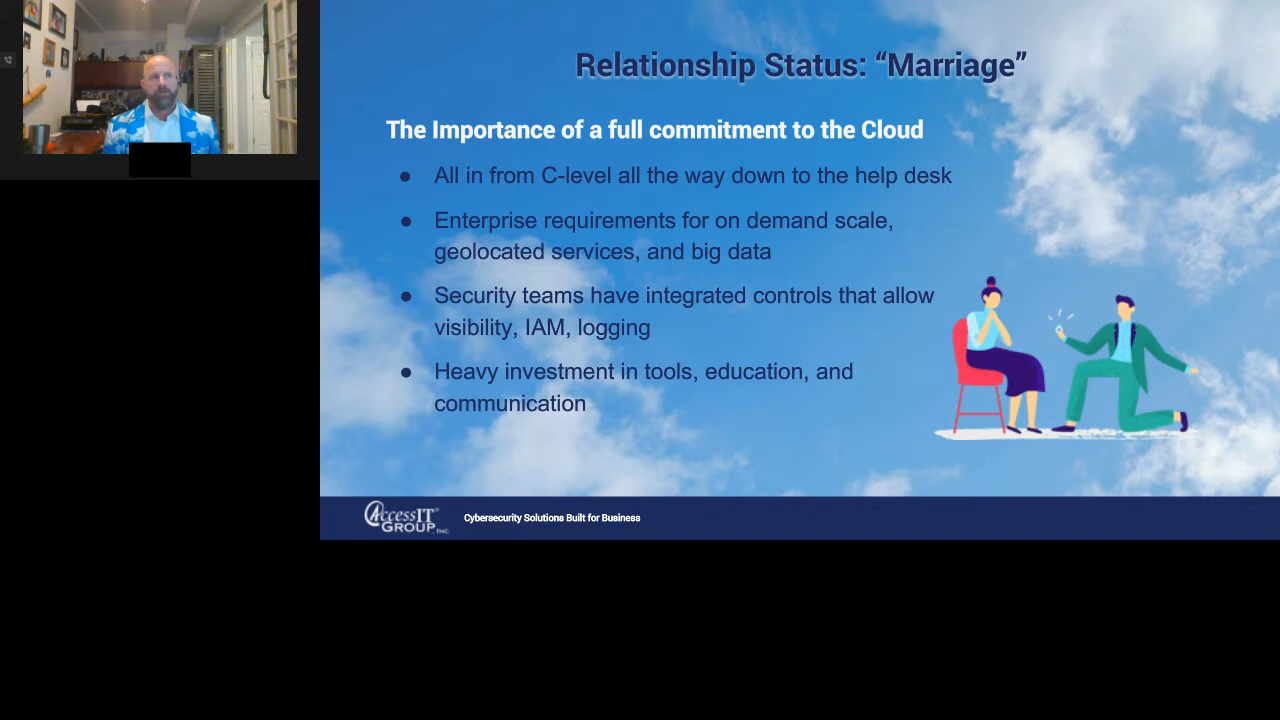 Relationship Status: “Marriage”
The Importance of a full commitment to the Cloud
● All in from C-level all the way down to the help desk
● Enterprise requirements for on demand scale,
geolocated services, and big data
● Security teams have integrated controls that allow
visibility, IAM, logging
● Heavy investment in tools, education, and
communication
AccessIT®
GROUP, INC.
Cybersecurity Solutions Built for Business